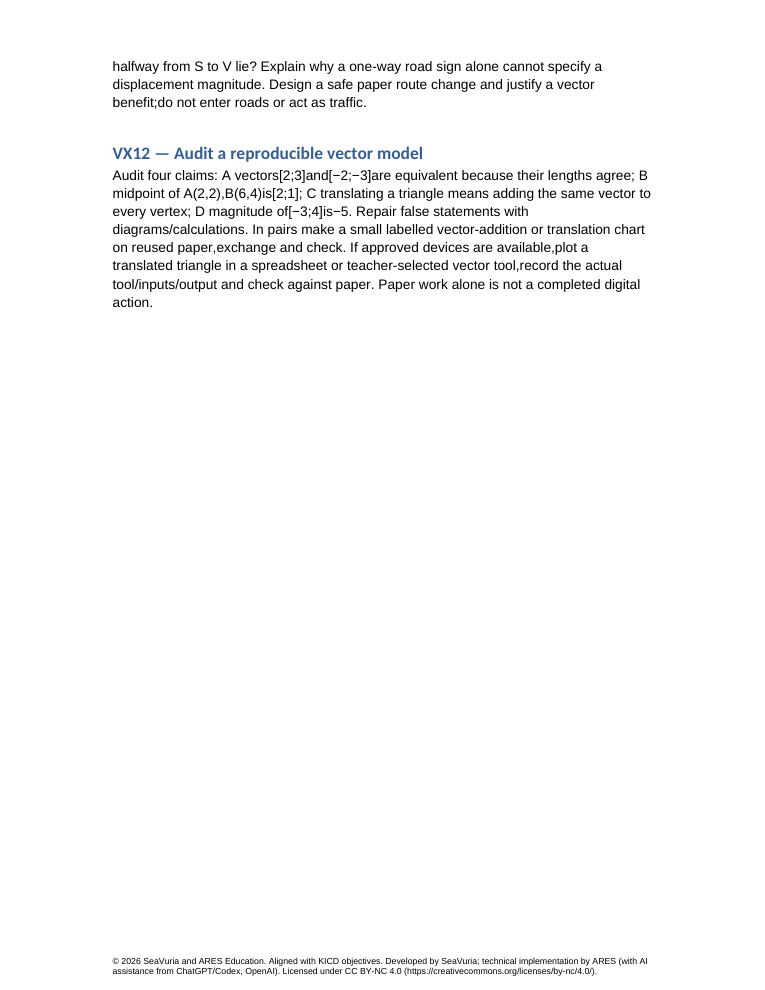 halfway from S to V lie? Explain why a one-way road sign alone cannot specify a
displacement magnitude. Design a safe paper route change and justify a vector
benefit;do not enter roads or act as traffic.
VX12 — Audit a reproducible vector model
Audit four claims: A vectors[2;3]and[−2;−3]are equivalent because their lengths agree; B
midpoint of A(2,2),B(6,4)is[2;1]; C translating a triangle means adding the same vector to
every vertex; D magnitude of[−3;4]is−5. Repair false statements with
diagrams/calculations. In pairs make a small labelled vector-addition or translation chart
on reused paper,exchange and check. If approved devices are available,plot a
translated triangle in a spreadsheet or teacher-selected vector tool,record the actual
tool/inputs/output and check against paper. Paper work alone is not a completed digital
action.
© 2026 SeaVuria and ARES Education. Aligned with KICD objectives. Developed by SeaVuria; technical implementation by ARES (with AI
assistance from ChatGPT/Codex, OpenAI). Licensed under CC BY-NC 4.0 (https://creativecommons.org/licenses/by-nc/4.0/).